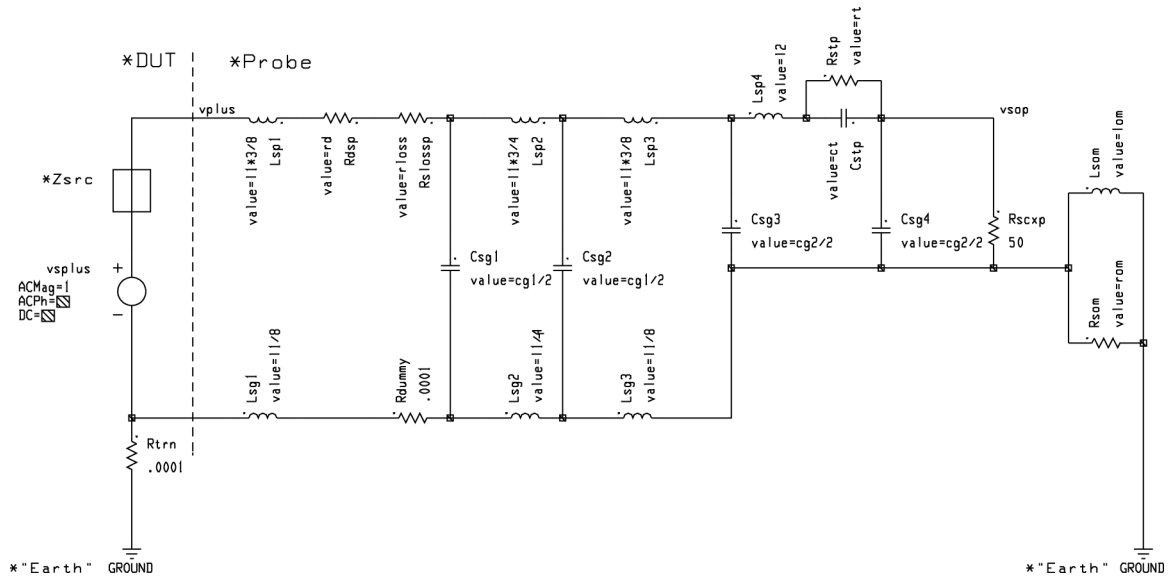 *DUT
*Probe
vplus
Lsp1
value=l1*3/8
Rdsp
value=rd
Rslossp
value=rloss
Lsp2
value=l1*3/4
Lsp3
value=l1*3/8
Lsp4
value=l2
Rstp
value=rt
Cstp
value=ct
vsop
Lsom
value=lom
*Zsrc
vsplus
ACMag=1
ACPh=
DC=
+
−
Csg1
value=cg1/2
Csg2
value=cg1/2
Csg3
value=cg2/2
Csg4
value=cg2/2
Rscxp
50
Rsom
value=rom
Lsg1
value=l1/8
Rdummy
.0001
Lsg2
value=l1/4
Lsg3
value=l1/8
Rtrn
.0001
*"Earth" GROUND
*"Earth" GROUND